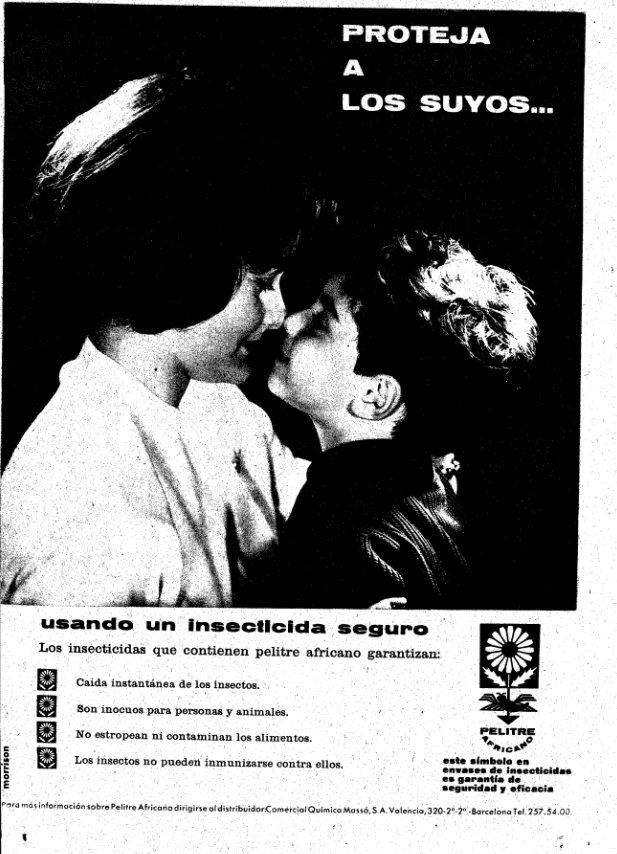 PROTEJA
A
LOS SUYOS...
usando un insecticida seguro
Los insecticidas que contienen pelitre africano garantizan:
Caida instantánea de los insectos.
Son inocuos para personas y animales.
No estropean ni contaminan los alimentos.
Los insectos no pueden inmunizarse contra ellos.
PELITRE
AFRICANO
este símbolo en
envases de insecticidas
es garantía de
seguridad y eficacia
morrison
Para más información sobre Pelitre Africano dirigirse al distribuidor:Comercial Químico Massó, S.A. Valencia, 320-2º-2ª.-Barcelona Tel. 257.54.00.